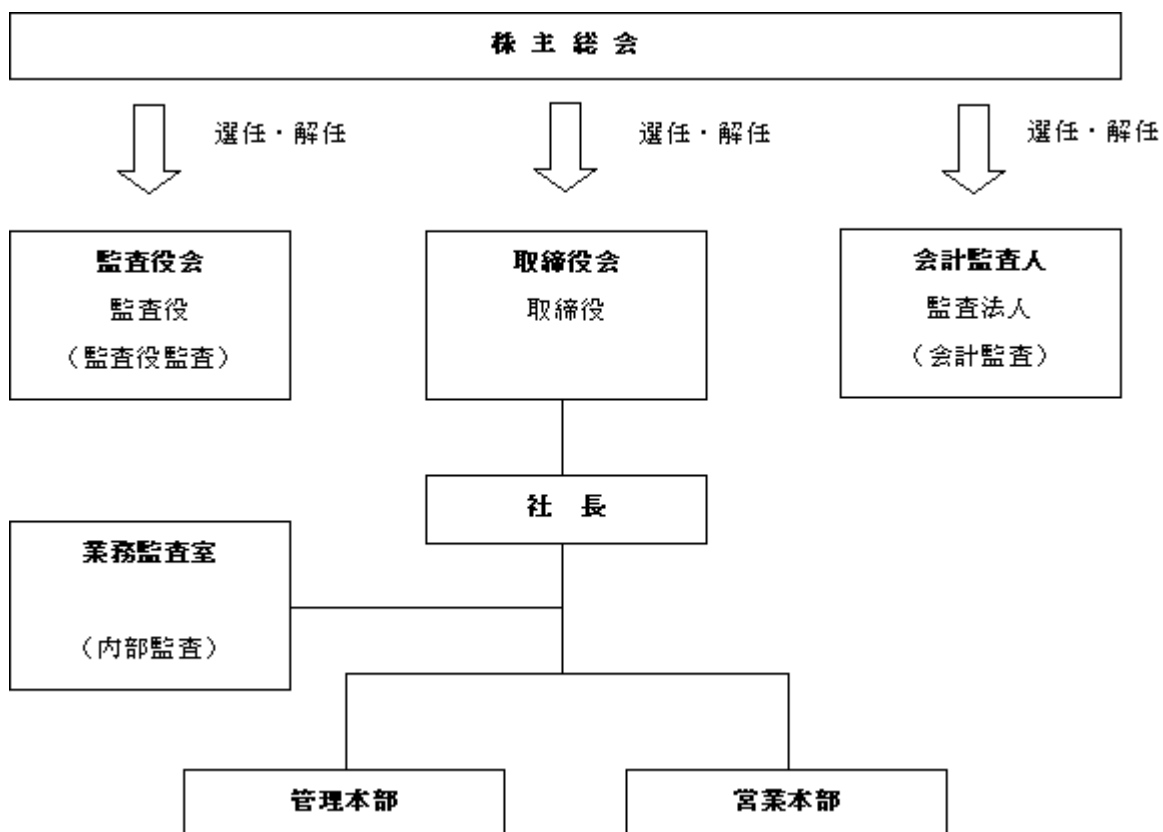 株 主 総 会
選任・解任
選任・解任
選任・解任
監査役会
監査役
（監査役監査）
取締役会
取締役
会計監査人
監査法人
（会計監査）
社 長
業務監査室
（内部監査）
管理本部
営業本部